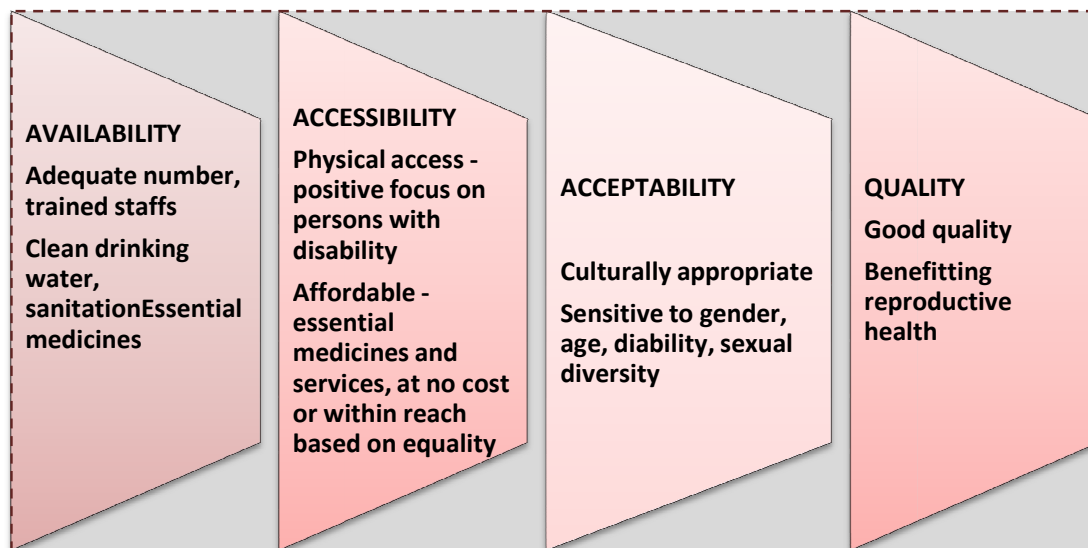 AVAILABILITY
Adequate number,
trained staffs
Clean drinking
water,
sanitationEssential
medicines
ACCESSIBILITY
Physical access -
positive focus on
persons with
disability
Affordable -
essential
medicines and
services, at no cost
or within reach
based on equality
ACCEPTABILITY
Culturally appropriate
Sensitive to gender,
age, diability, sexual
diversity
QUALITY
Good quality
Benefitting
reproductive
health